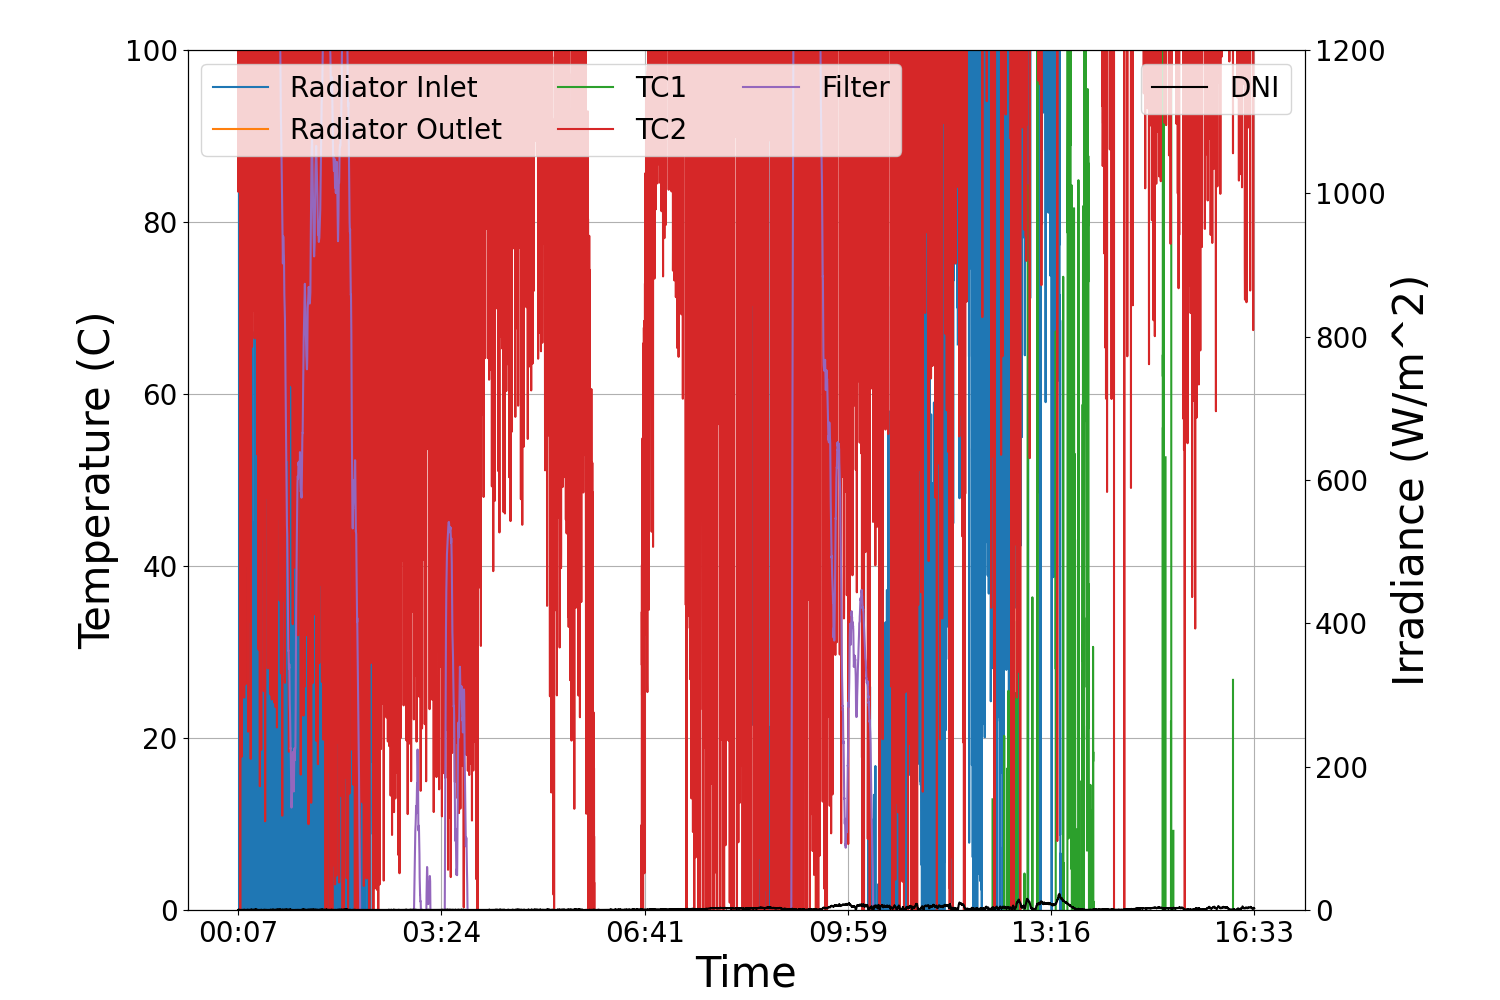 100
80
60
40
20
0
Temperature (C)
Radiator Inlet
Radiator Outlet
TC1
TC2
Filter
DNI
1200
1000
800
600
400
200
0
Irradiance (W/m^2)
00:07
03:24
06:41
09:59
13:16
16:33
Time